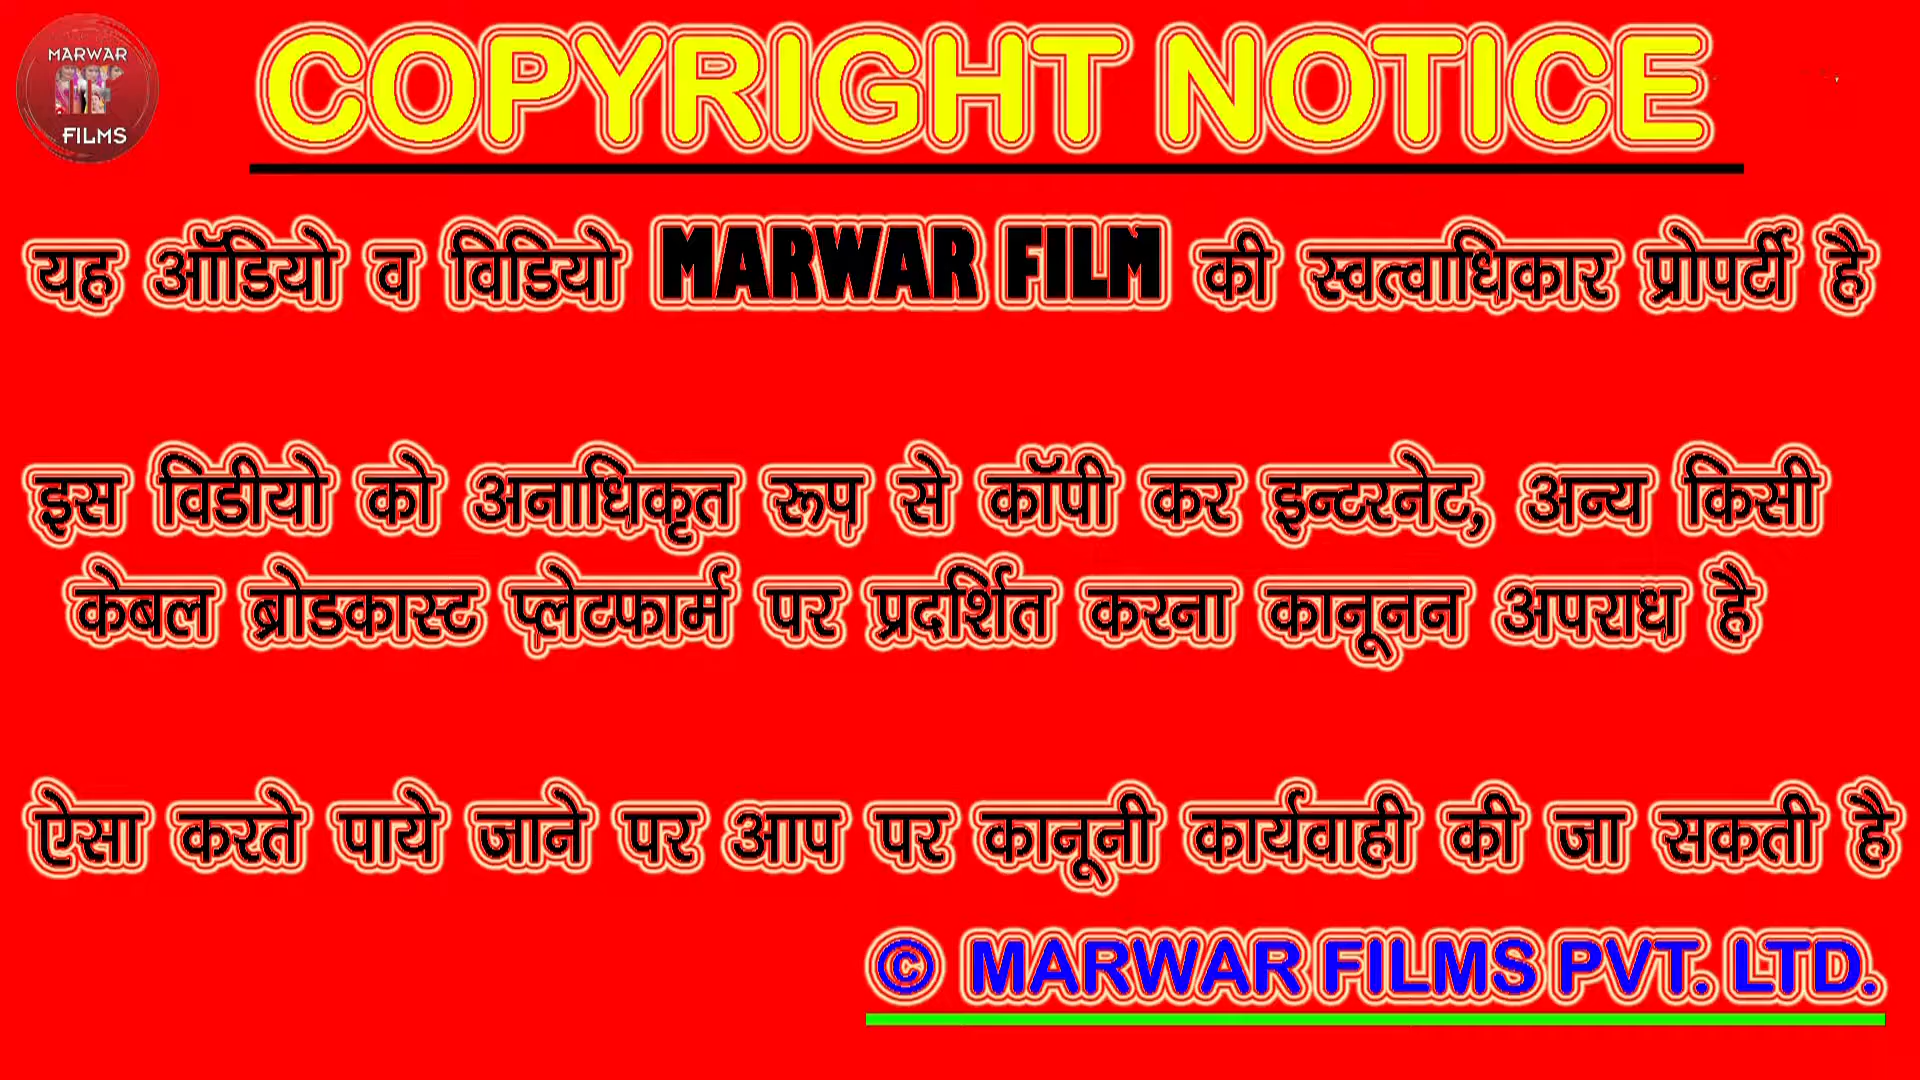 MARWAR
FILMS
COPYRIGHT NOTICE
यह ऑडियो व विडियो MARWAR FILM की स्वत्वाधिकार प्रोपर्टी है
इस विडीयो को अनाधिकृत रूप से कॉपी कर इन्टरनेट, अन्य किसी
केबल ब्रोडकास्ट प्लेटफार्म पर प्रदर्शित करना कानूनन अपराध है
ऐसा करते पाये जाने पर आप पर कानूनी कार्यवाही की जा सकती है
© MARWAR FILMS PVT. LTD.